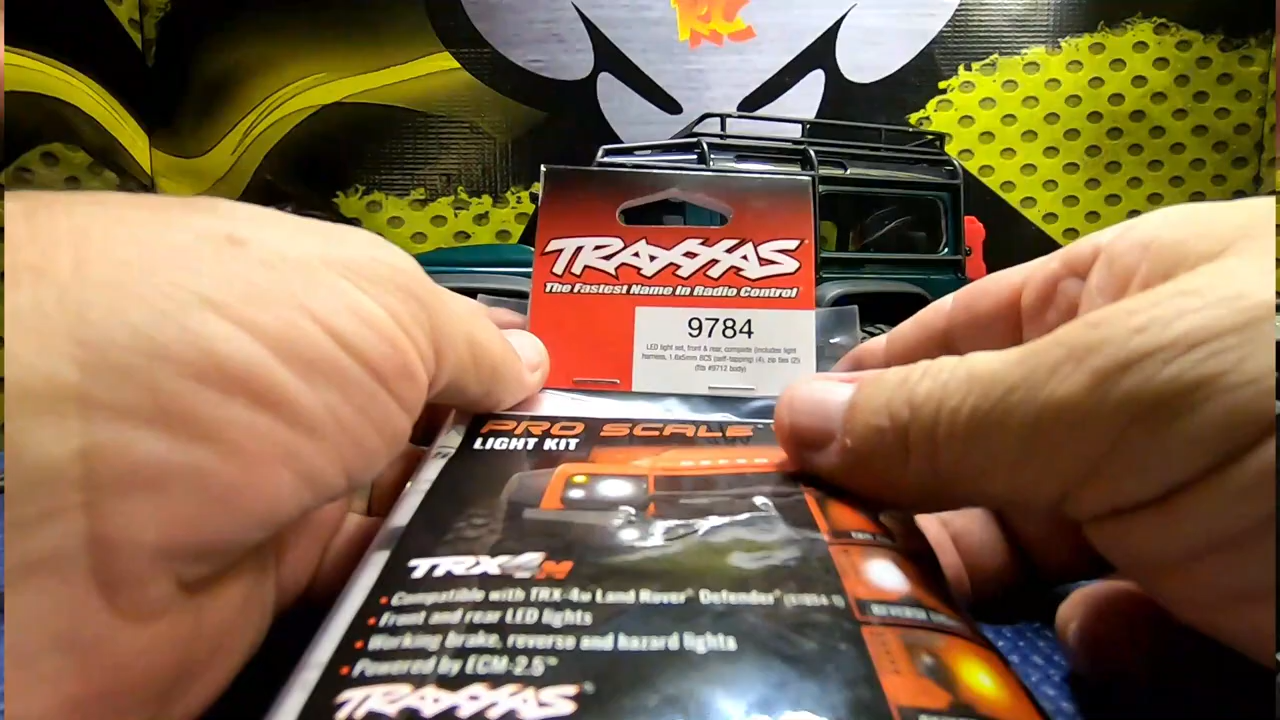 RC
TRAXXAS
The Fastest Name In Radio Control
9784
LED light set, front & rear, complete (includes light
harness, 1.6x5mm BCS (self-tapping) (4), zip ties (2)
(fits #9712 body)
PRO SCALE
LIGHT KIT
TRX4M
• Compatible with TRX-4M Land Rover® Defender®
• Front and rear LED lights
• Working brake, reverse and hazard lights
• Powered by ECM-2.5™
TRAXXAS